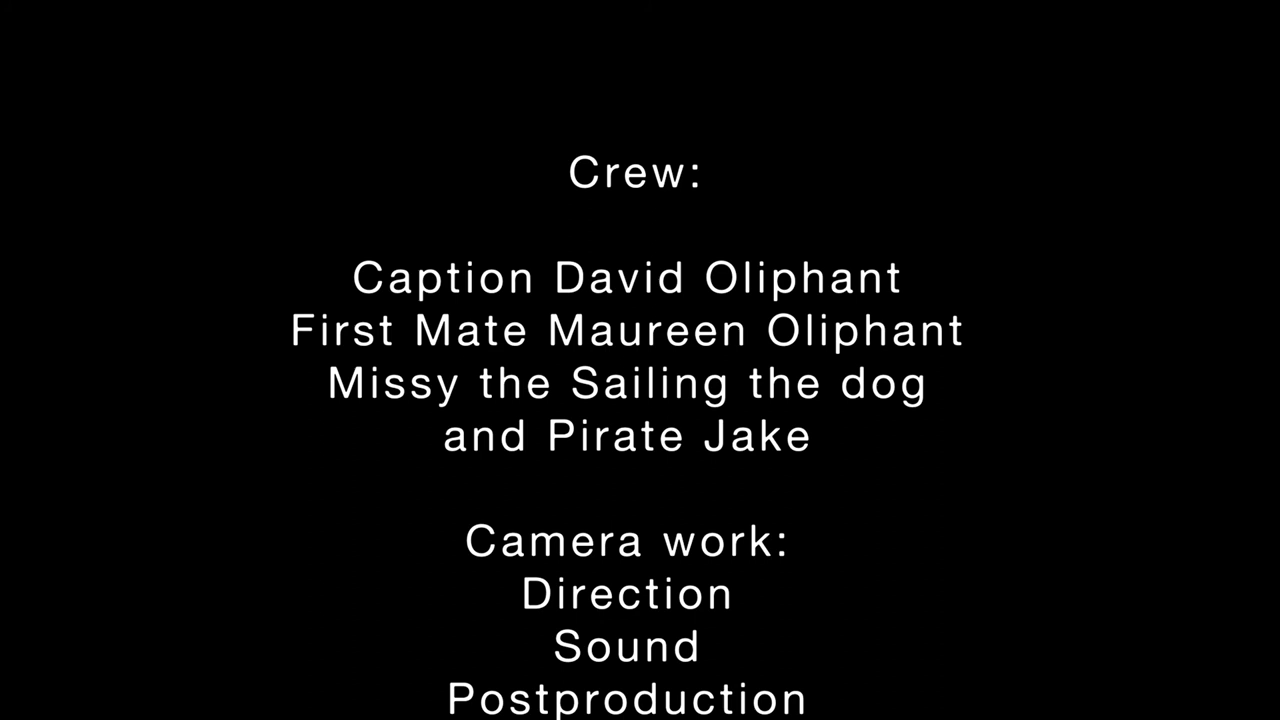 Crew:
Caption David Oliphant
First Mate Maureen Oliphant
Missy the Sailing the dog
and Pirate Jake
Camera work:
Direction
Sound
Postproduction